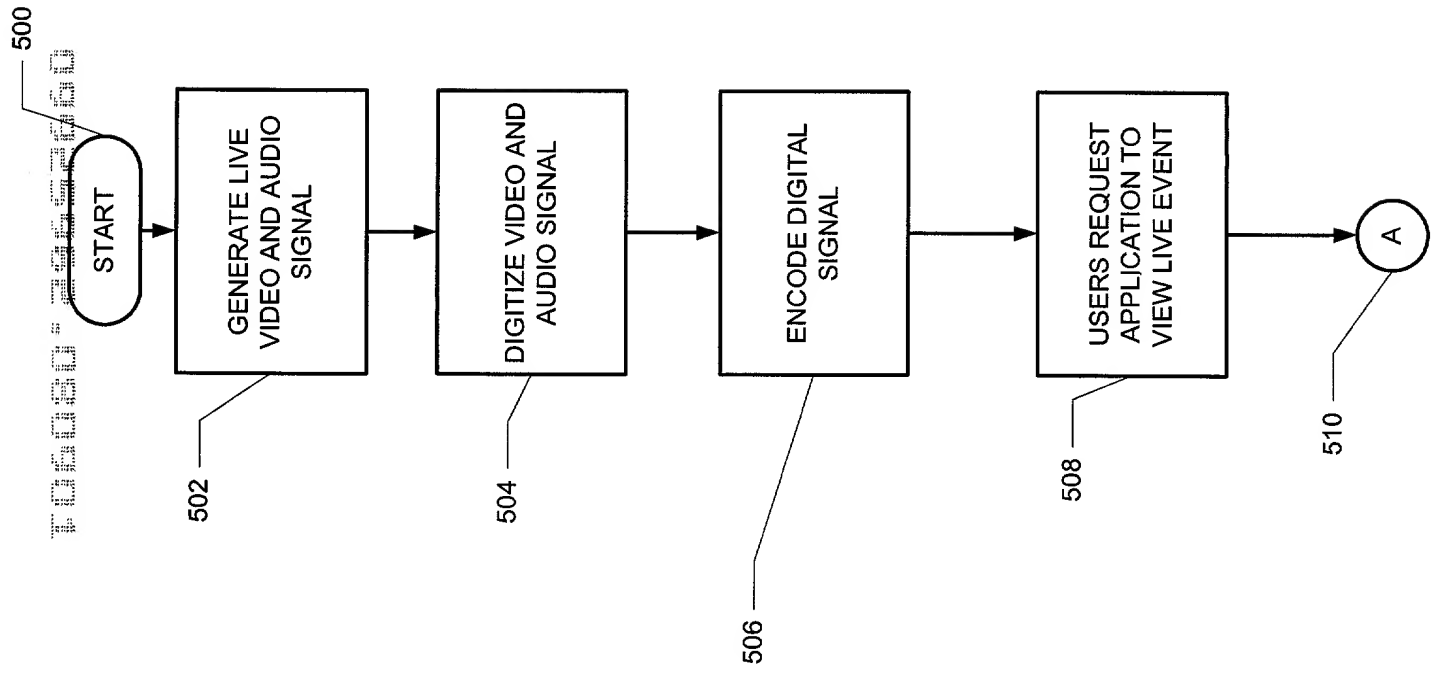 500
START
GENERATE LIVE
VIDEO AND AUDIO
SIGNAL
502
DIGITIZE VIDEO AND
AUDIO SIGNAL
504
ENCODE DIGITAL
SIGNAL
506
USERS REQUEST
APPLICATION TO
VIEW LIVE EVENT
508
A
510